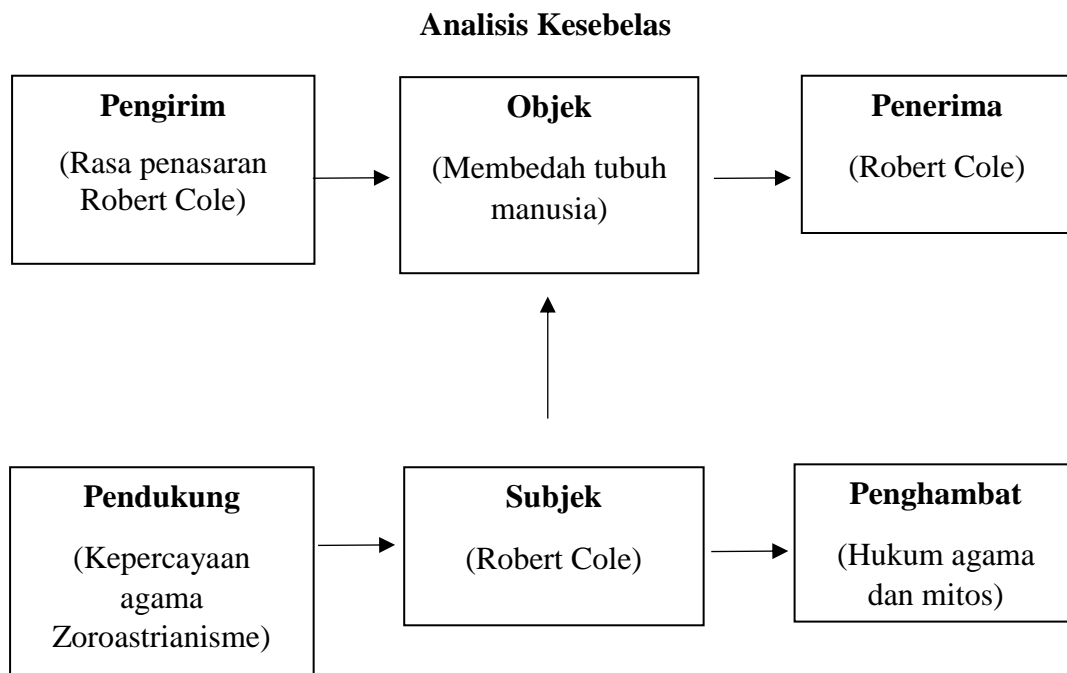 Analisis Kesebelas
Pengirim
(Rasa penasaran
Robert Cole)
Objek
(Membedah tubuh
manusia)
Penerima
(Robert Cole)
Pendukung
(Kepercayaan
agama
Zoroastrianisme)
Subjek
(Robert Cole)
Penghambat
(Hukum agama
dan mitos)